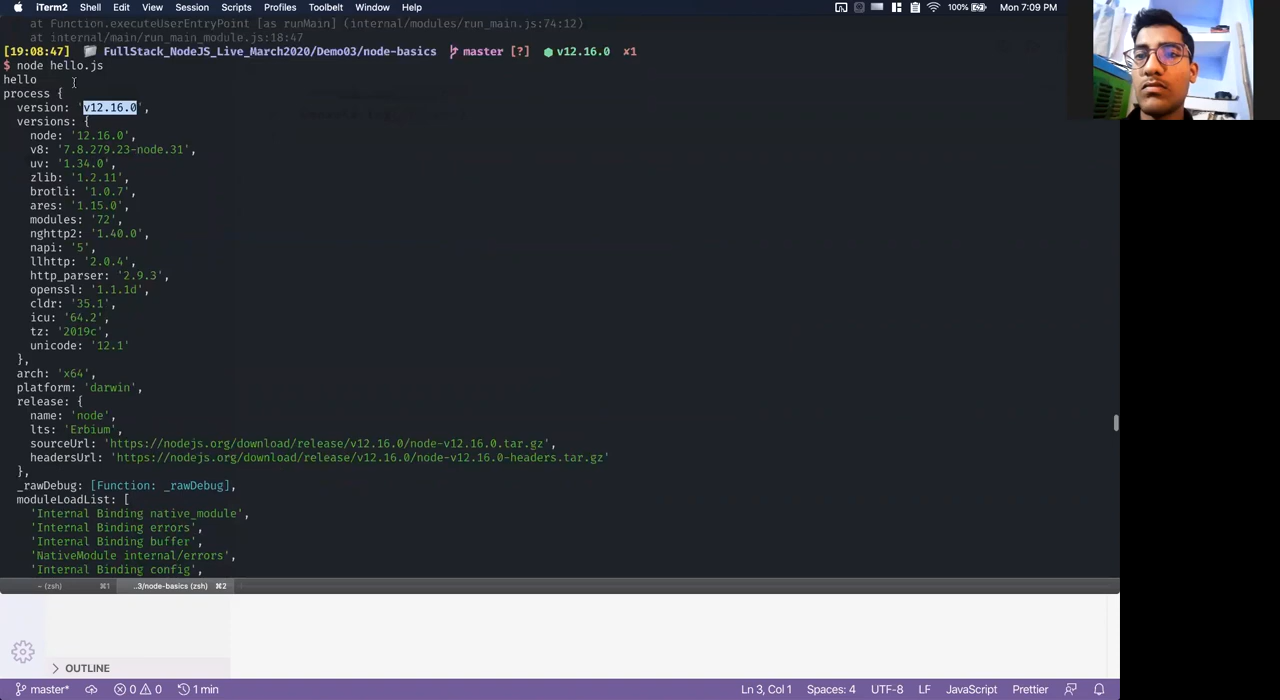 iTerm2 Shell Edit View Session Scripts Profiles Toolbelt Window Help 100% Mon 7:09 PM
at Function.executeUserEntryPoint [as runMain] (internal/modules/run_main.js:74:12)
at internal/main/run_main_module.js:18:47
[19:08:47] FullStack_NodeJS_Live_March2020/Demo03/node-basics master [?] v12.16.0 ✘1
$ node hello.js
hello
process {
version: 'v12.16.0',
versions: {
node: '12.16.0',
v8: '7.8.279.23-node.31',
uv: '1.34.0',
zlib: '1.2.11',
brotli: '1.0.7',
ares: '1.15.0',
modules: '72',
nghttp2: '1.40.0',
napi: '5',
llhttp: '2.0.4',
http_parser: '2.9.3',
openssl: '1.1.1d',
cldr: '35.1',
icu: '64.2',
tz: '2019c',
unicode: '12.1'
},
arch: 'x64',
platform: 'darwin',
release: {
name: 'node',
lts: 'Erbium',
sourceUrl: 'https://nodejs.org/download/release/v12.16.0/node-v12.16.0.tar.gz',
headersUrl: 'https://nodejs.org/download/release/v12.16.0/node-v12.16.0-headers.tar.gz'
},
_rawDebug: [Function: _rawDebug],
moduleLoadList: [
'Internal Binding native_module',
'Internal Binding errors',
'Internal Binding buffer',
'NativeModule internal/errors',
'Internal Binding config',
~ (zsh) ⌘1 ..3/node-basics (zsh) ⌘2
OUTLINE
master* 0 0 1 min Ln 3, Col 1 Spaces: 4 UTF-8 LF JavaScript Prettier